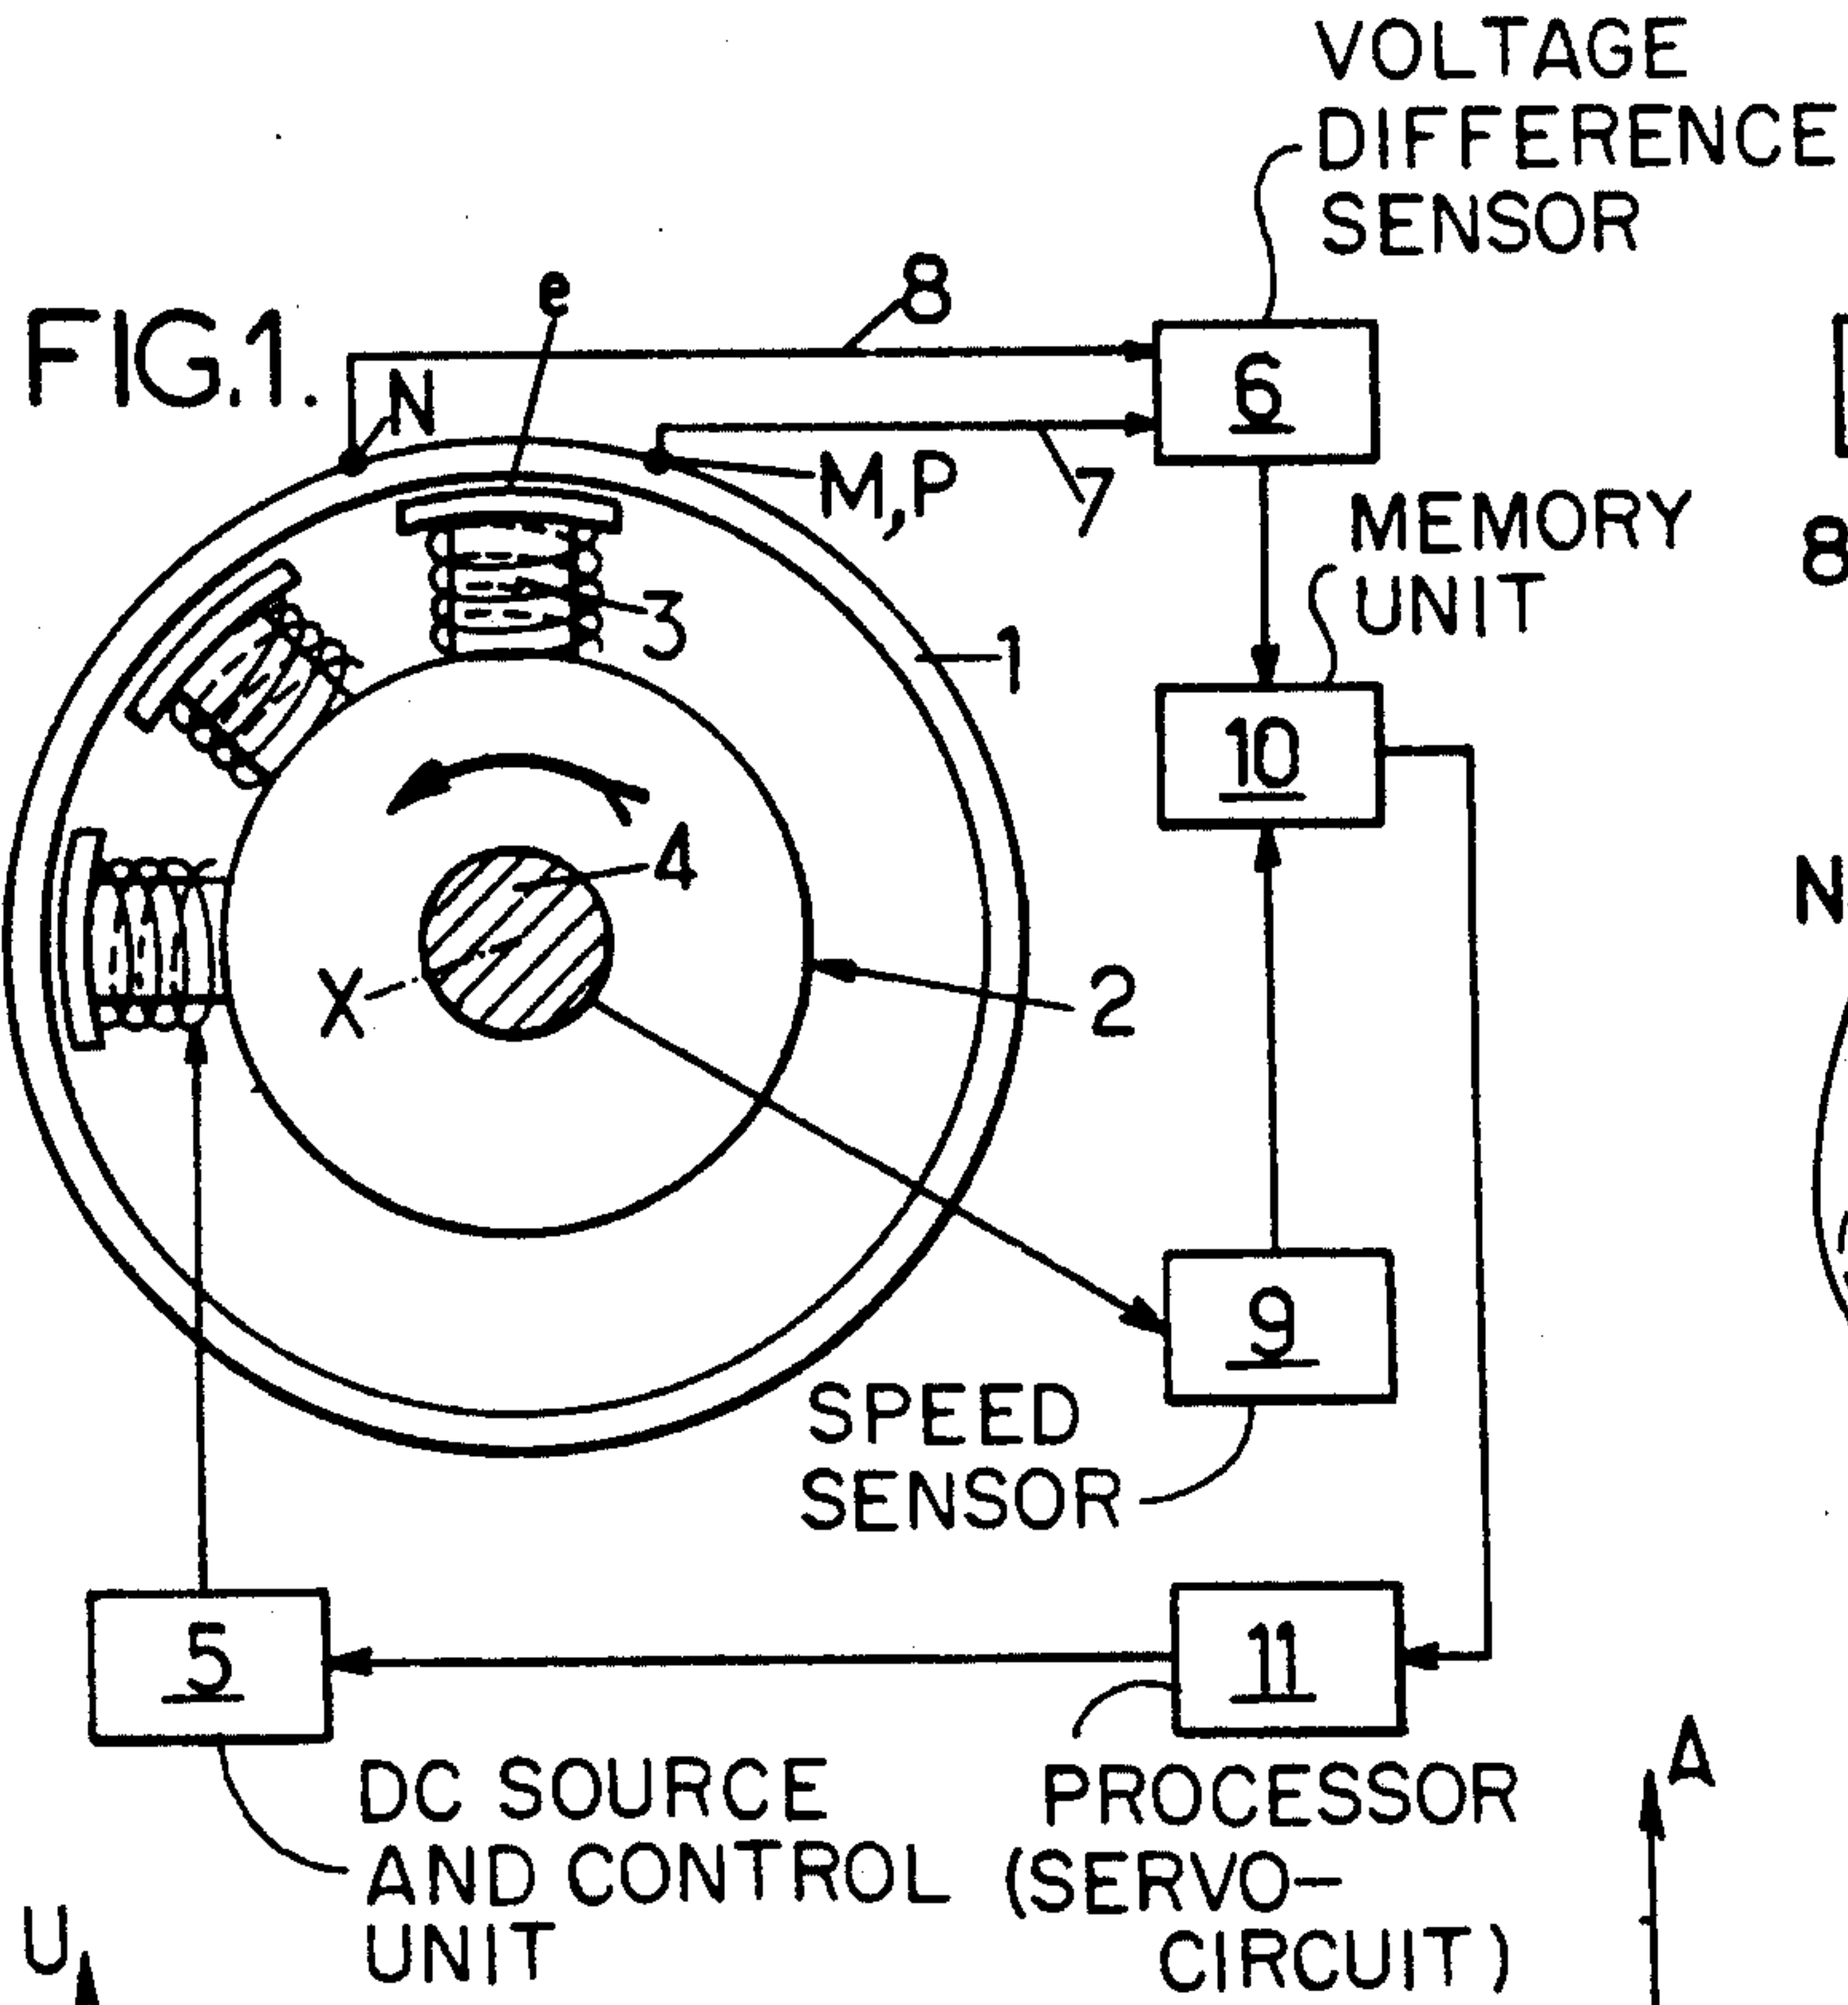 VOLTAGE
DIFFERENCE
SENSOR
FIG.1.
e
8
6
N
M,P
7
MEMORY
UNIT
8
3
1
10
4
N
X
2
9
SPEED
SENSOR
5
11
A
DC SOURCE
AND CONTROL
UNIT
PROCESSOR
(SERVO-
CIRCUIT)
U